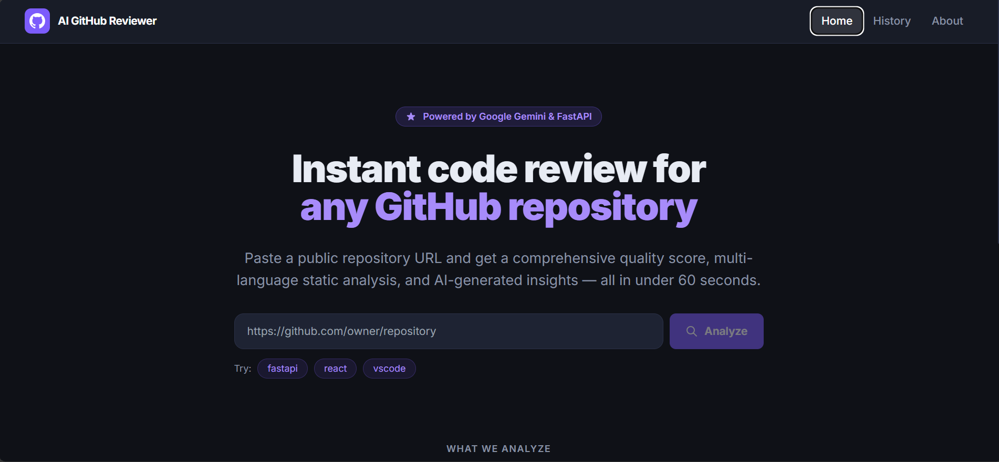 AI GitHub Reviewer
Home
History
About
Powered by Google Gemini & FastAPI
Instant code review for
any GitHub repository
Paste a public repository URL and get a comprehensive quality score, multi-
language static analysis, and AI-generated insights — all in under 60 seconds.
https://github.com/owner/repository
Analyze
Try:
fastapi
react
vscode
WHAT WE ANALYZE